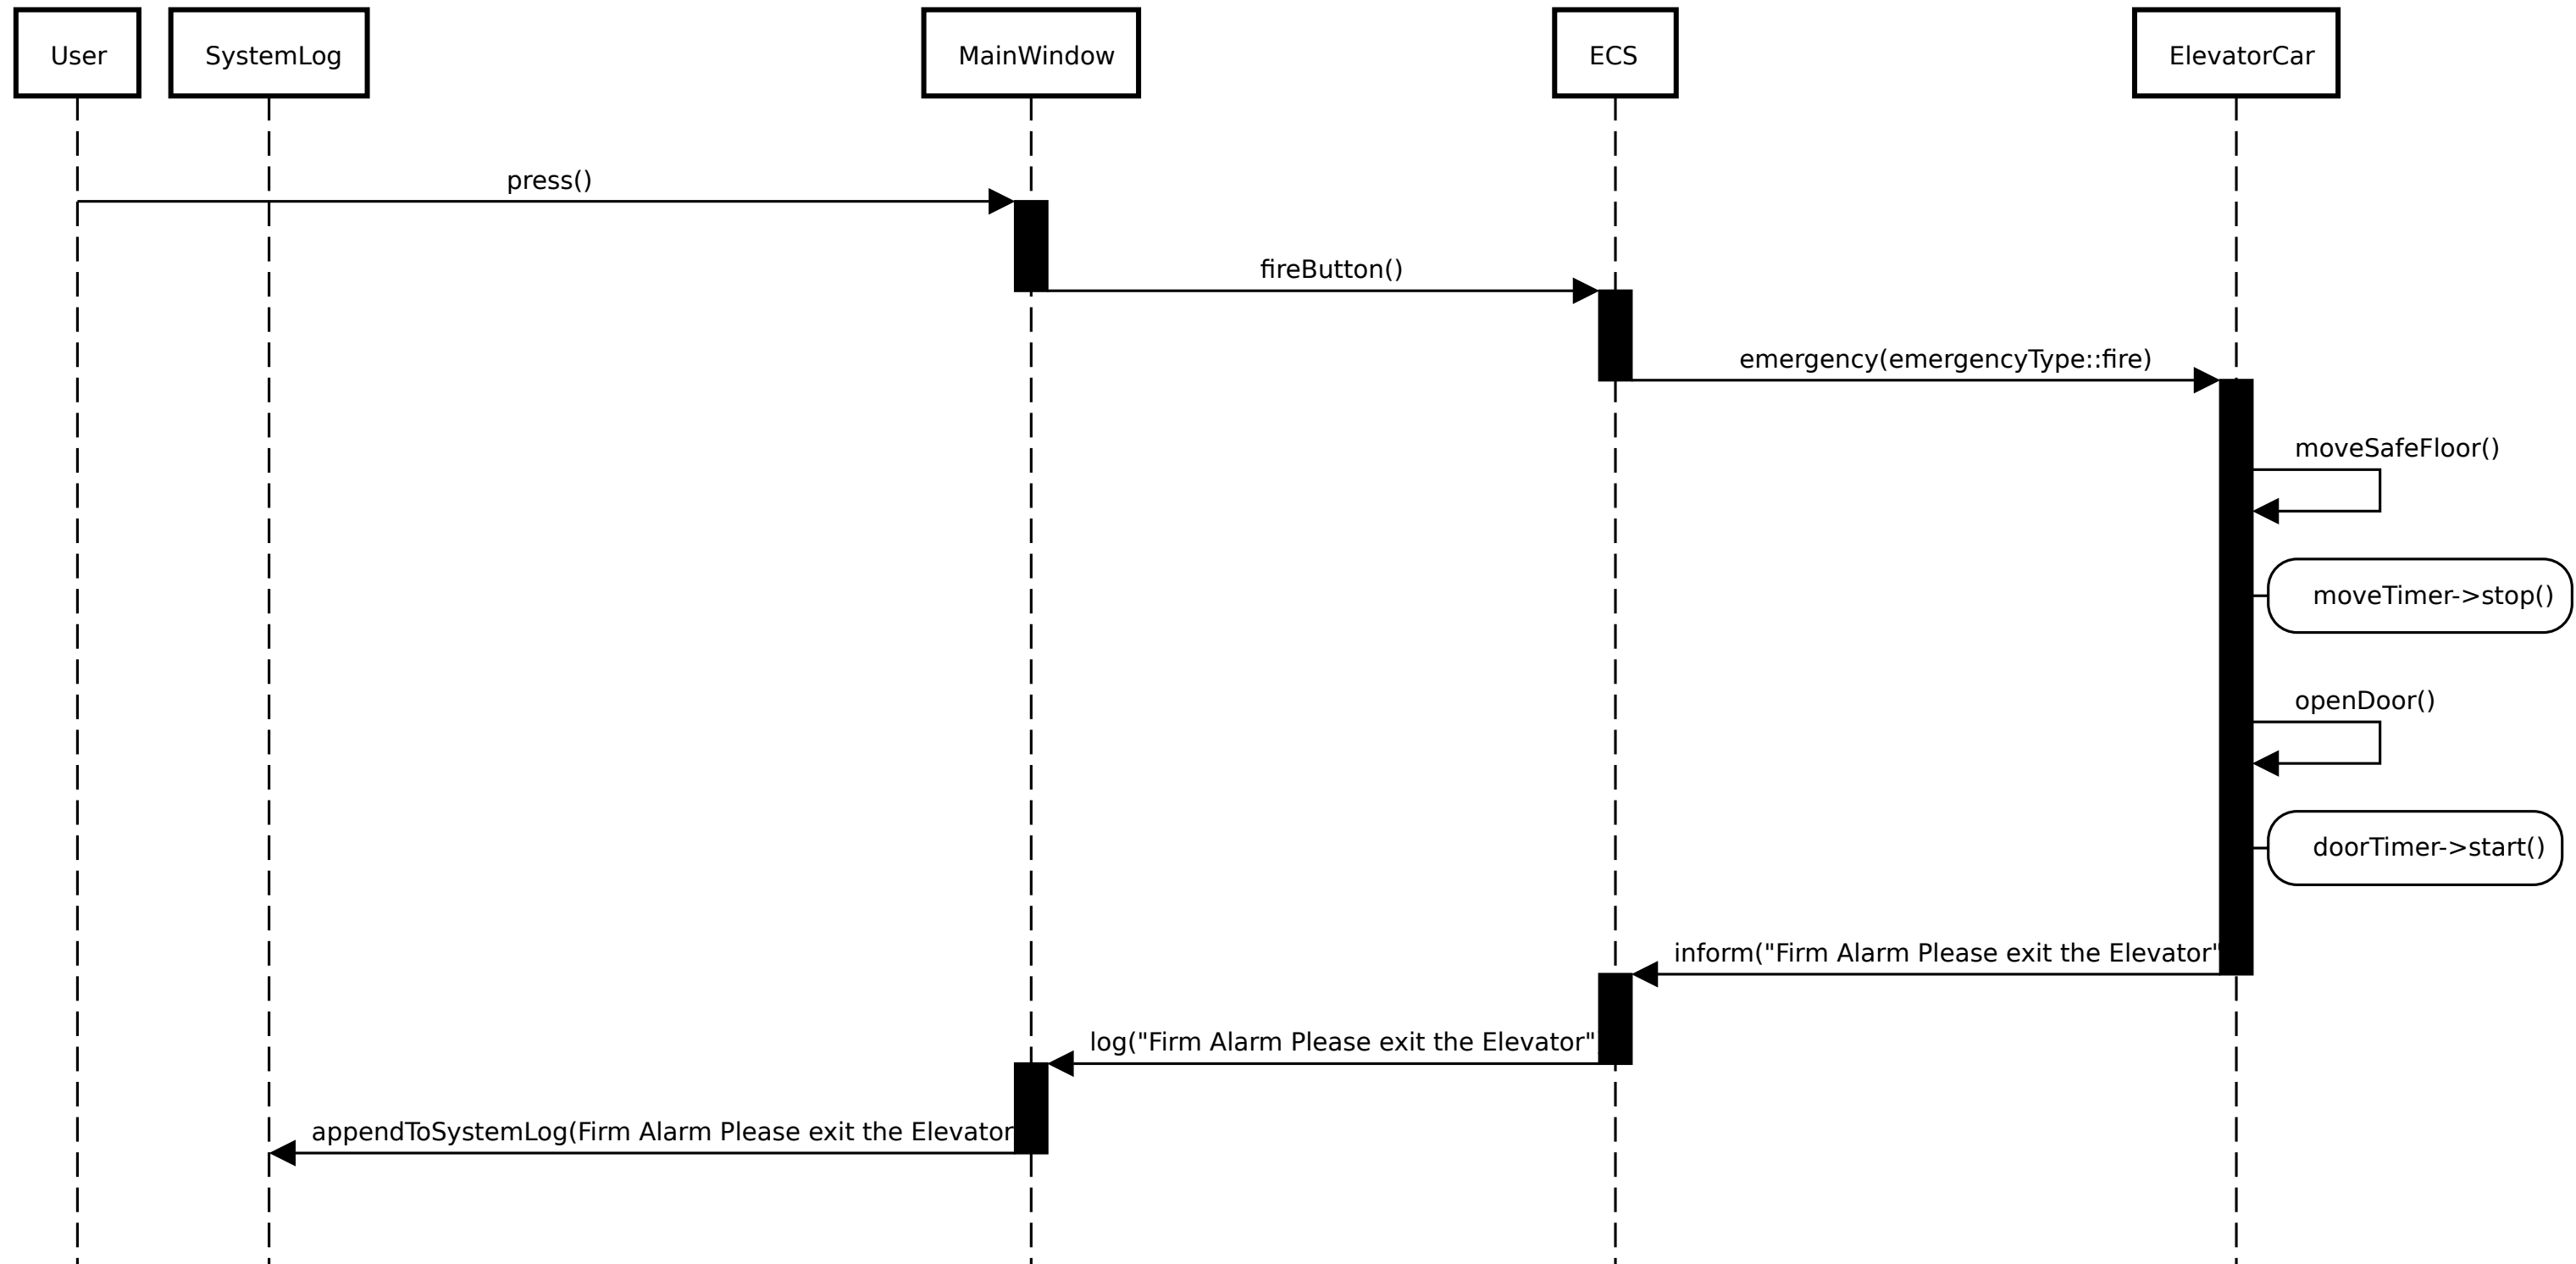 User
SystemLog
MainWindow
ECS
ElevatorCar
press()
fireButton()
emergency(emergencyType::fire)
moveSafeFloor()
moveTimer->stop()
openDoor()
doorTimer->start()
inform("Firm Alarm Please exit the Elevator"
log("Firm Alarm Please exit the Elevator"
appendToSystemLog(Firm Alarm Please exit the Elevator